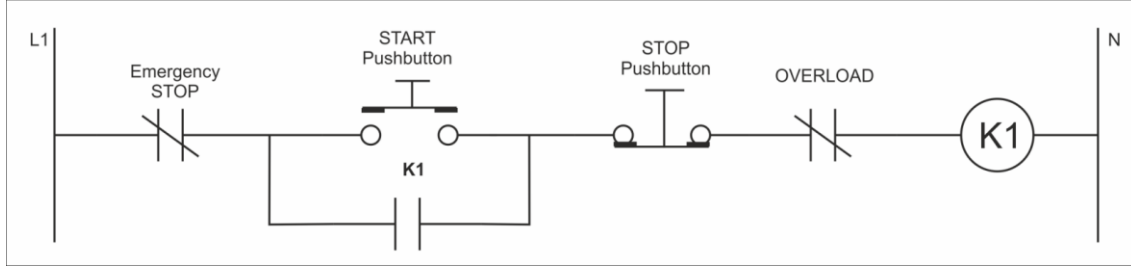 L1
Emergency
STOP
START
Pushbutton
K1
STOP
Pushbutton
OVERLOAD
K1
N